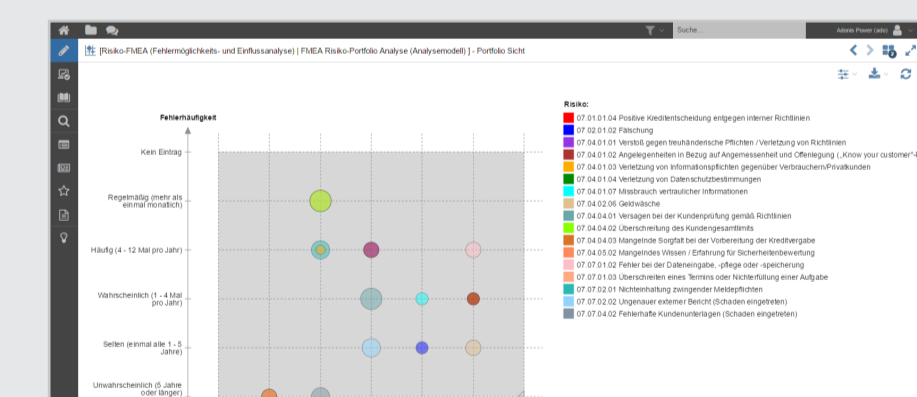 Suche...
Adonis Power (ado)
[Risiko-FMEA (Fehlermöglichkeits- und Einflussanalyse) | FMEA Risiko-Portfolio Analyse (Analysemodell) ] - Portfolio Sicht
Fehlerhäufigkeit
Kein Eintrag
Regelmäßig (mehr als
einmal monatlich)
Häufig (4 - 12 Mal pro Jahr)
Wahrscheinlich (1 - 4 Mal
pro Jahr)
Selten (einmal alle 1 - 5
Jahre)
Unwahrscheinlich (5 Jahre
oder länger)
Risiko:
07.01.01.04 Positive Kreditentscheidung entgegen interner Richtlinien
07.02.01.02 Fälschung
07.04.01.01 Verstoß gegen treuhänderische Pflichten / Verletzung von Richtlinien
07.04.01.02 Angelegenheiten in Bezug auf Angemessenheit und Offenlegung („Know your customer"-
07.04.01.03 Verletzung von Informationspflichten gegenüber Verbrauchern/Privatkunden
07.04.01.04 Verletzung von Datenschutzbestimmungen
07.04.01.07 Missbrauch vertraulicher Informationen
07.04.02.06 Geldwäsche
07.04.04.01 Versagen bei der Kundenprüfung gemäß Richtlinien
07.04.04.02 Überschreitung des Kundengesamtlimits
07.04.04.03 Mangelnde Sorgfalt bei der Vorbereitung der Kreditvergabe
07.04.05.02 Mangelndes Wissen / Erfahrung für Sicherheitenbewertung
07.07.01.02 Fehler bei der Dateneingabe, -pflege oder -speicherung
07.07.01.03 Überschreiten eines Termins oder Nichterfüllung einer Aufgabe
07.07.02.01 Nichteinhaltung zwingender Meldepflichten
07.07.02.02 Ungenauer externer Bericht (Schaden eingetreten)
07.07.04.02 Fehlerhafte Kundenunterlagen (Schaden eingetreten)